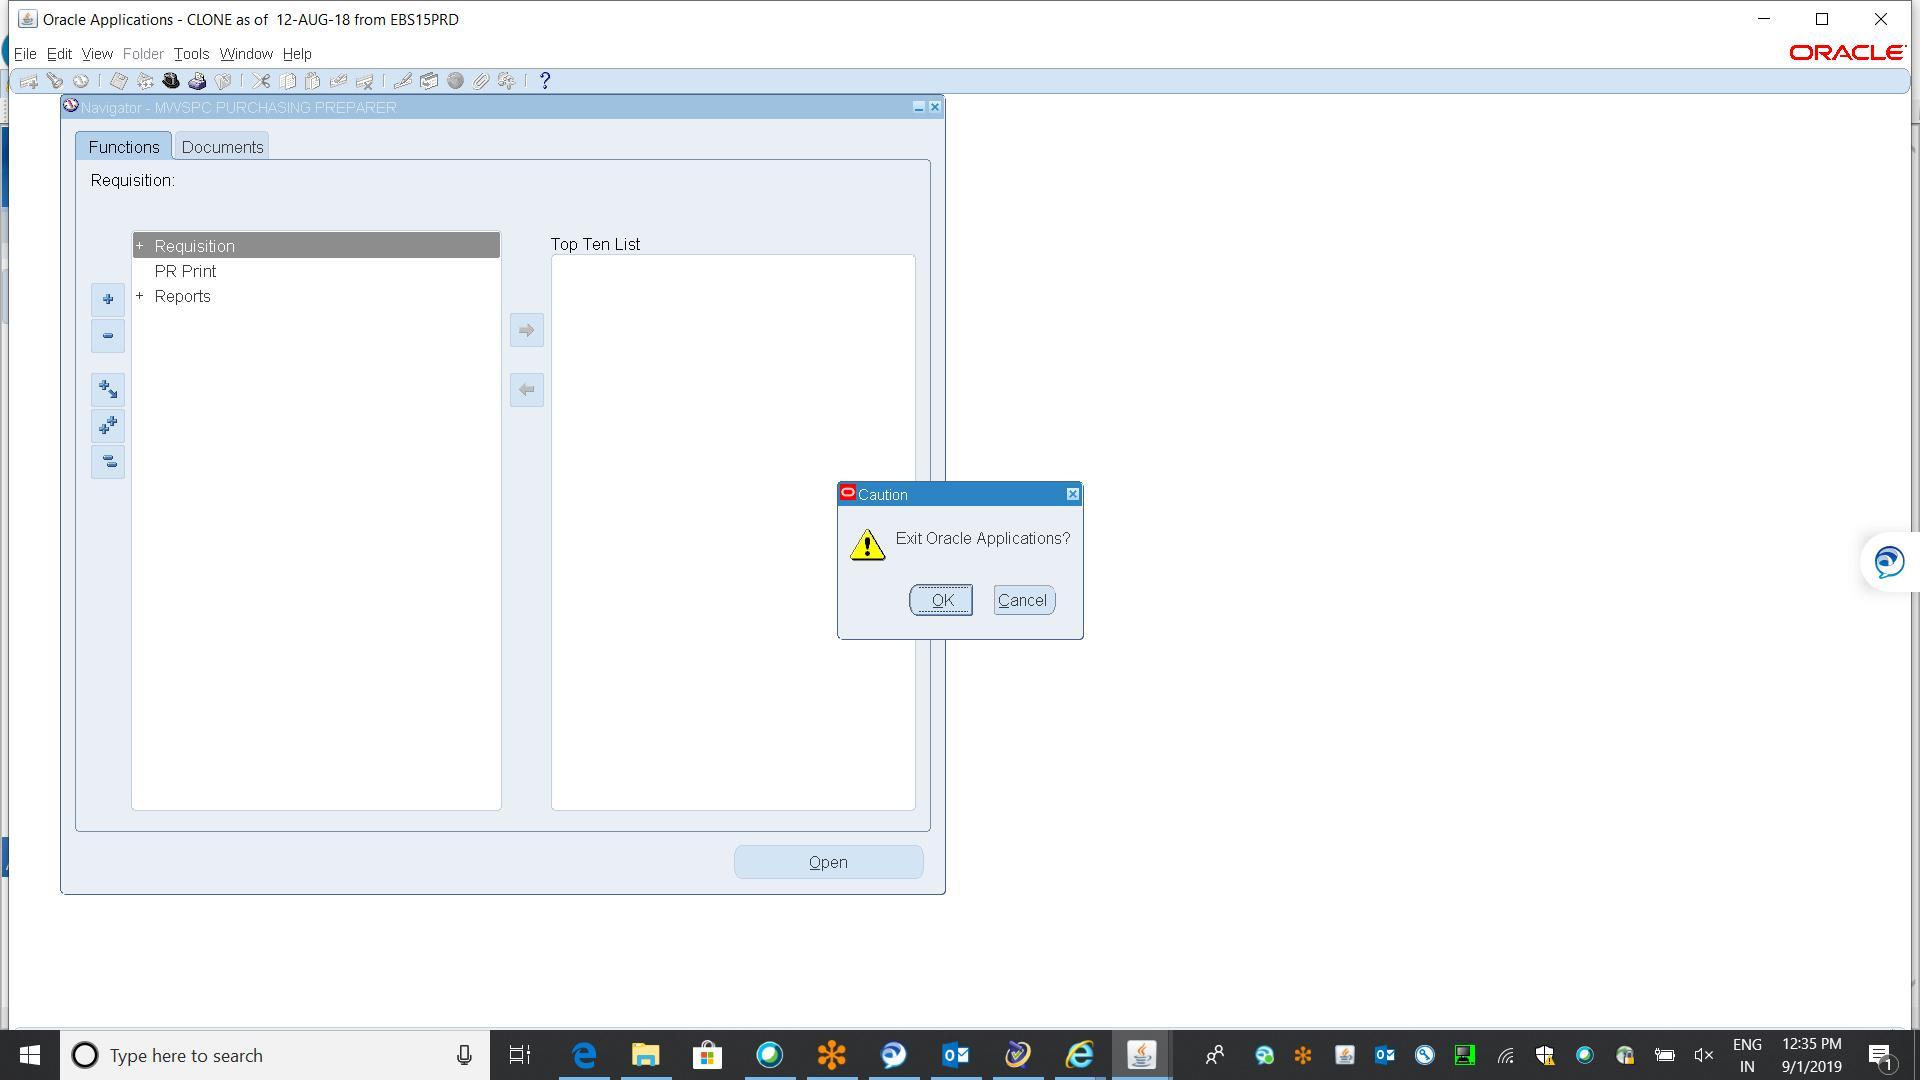 Oracle Applications - CLONE as of 12-AUG-18 from EBS15PRD
File Edit View Folder Tools Window Help
ORACLE
Navigator - MWSPC PURCHASING PREPARER
Functions Documents
Requisition:
+ Requisition
PR Print
+ Reports
Top Ten List
Caution
Exit Oracle Applications?
OK Cancel
Open
Type here to search
ENG
IN
12:35 PM
9/1/2019
1